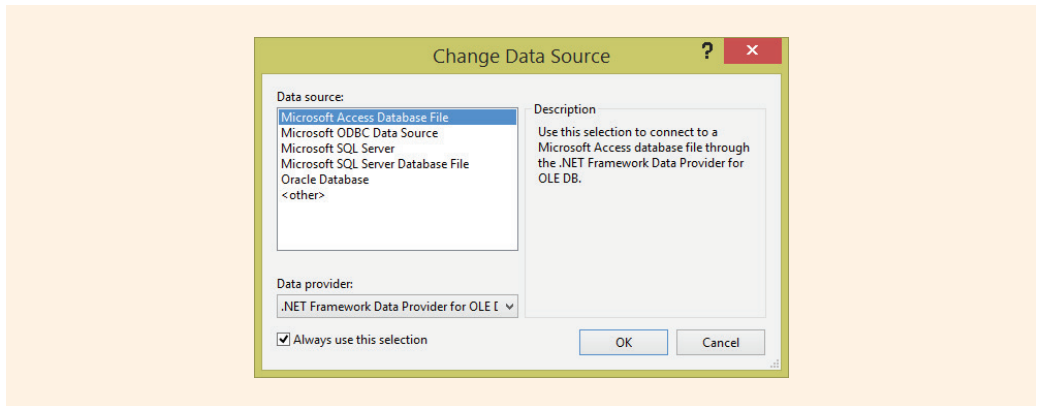 Change Data Source
?
×
Data source:
Microsoft Access Database File
Microsoft ODBC Data Source
Microsoft SQL Server
Microsoft SQL Server Database File
Oracle Database
<other>
Description
Use this selection to connect to a
Microsoft Access database file through
the .NET Framework Data Provider for
OLE DB.
Data provider:
.NET Framework Data Provider for OLE [
Always use this selection
OK
Cancel